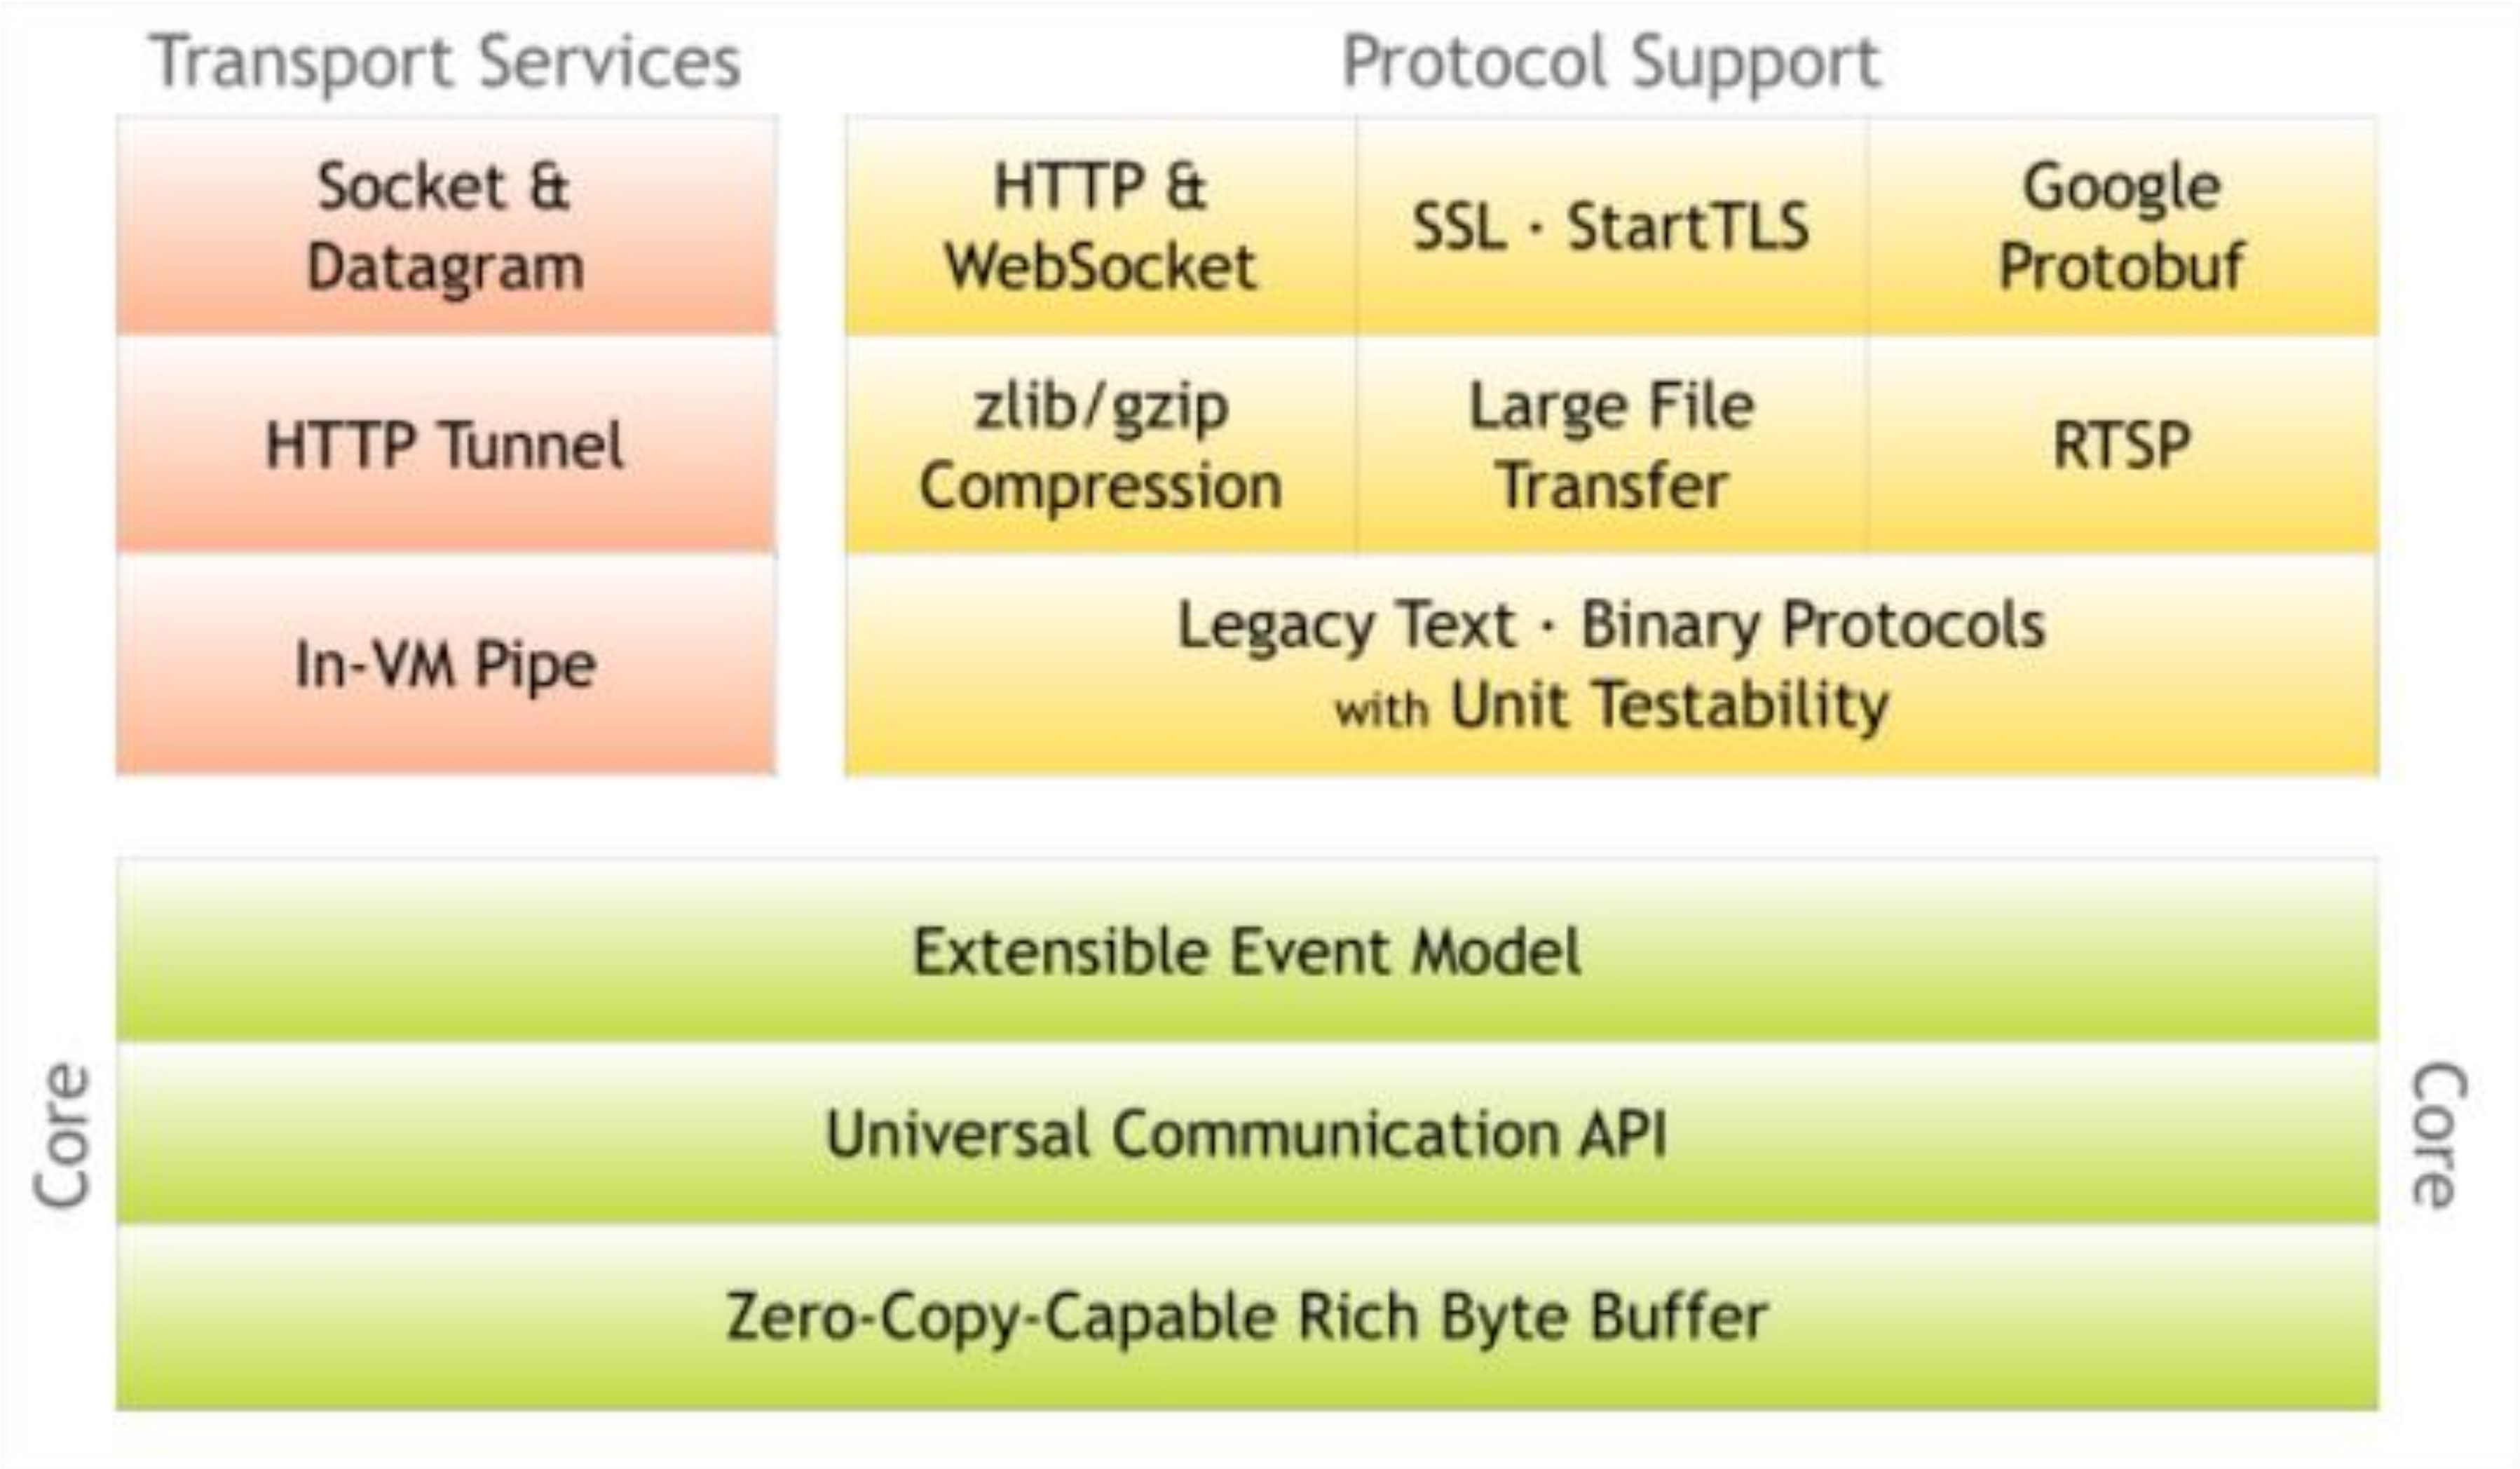 Transport Services
Socket &
Datagram
HTTP Tunnel
In-VM Pipe
Protocol Support
HTTP &
WebSocket
SSL · StartTLS
Google
Protobuf
zlib/gzip
Compression
Large File
Transfer
RTSP
Legacy Text · Binary Protocols
with Unit Testability
Core
Extensible Event Model
Universal Communication API
Zero-Copy-Capable Rich Byte Buffer
Core